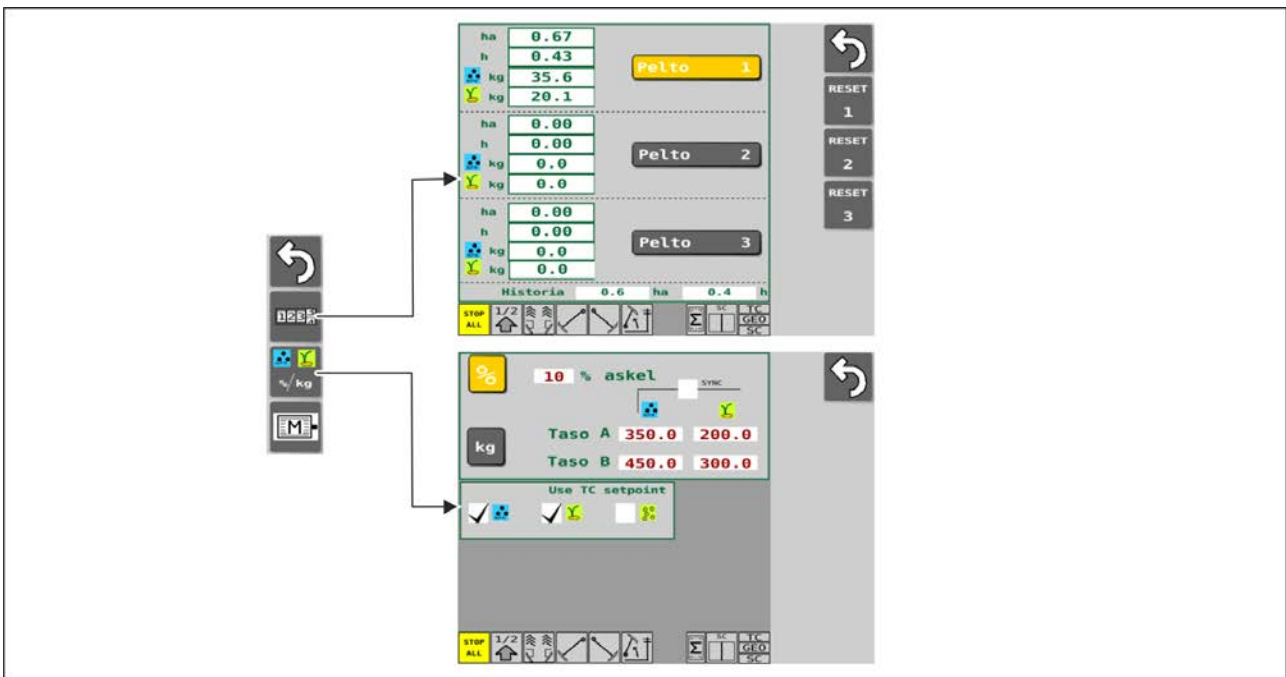 ha 0.67
h 0.43
kg 35.6
kg 20.1
Pelto 1
ha 0.00
h 0.00
kg 0.0
kg 0.0
Pelto 2
ha 0.00
h 0.00
kg 0.0
kg 0.0
Pelto 3
Historia 0.6 ha 0.4 h
STOP ALL 1/2 Σ SC TC GEO SC
RESET 1
RESET 2
RESET 3
%/kg
M
% 10 % askel SYNC
kg
Taso A 350.0 200.0
Taso B 450.0 300.0
Use TC setpoint
STOP ALL 1/2 Σ SC TC GEO SC